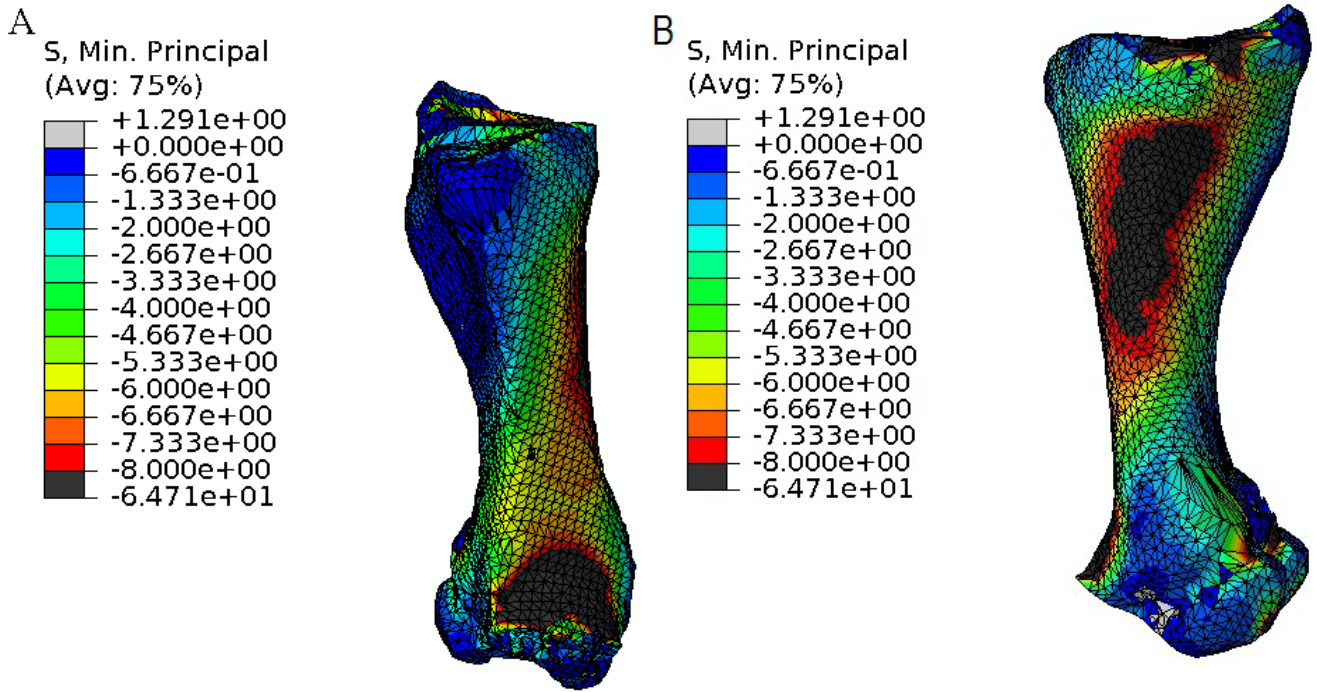 A
S, Min. Principal
(Avg: 75%)
+1.291e+00
+0.000e+00
-6.667e-01
-1.333e+00
-2.000e+00
-2.667e+00
-3.333e+00
-4.000e+00
-4.667e+00
-5.333e+00
-6.000e+00
-6.667e+00
-7.333e+00
-8.000e+00
-6.471e+01
B
S, Min. Principal
(Avg: 75%)
+1.291e+00
+0.000e+00
-6.667e-01
-1.333e+00
-2.000e+00
-2.667e+00
-3.333e+00
-4.000e+00
-4.667e+00
-5.333e+00
-6.000e+00
-6.667e+00
-7.333e+00
-8.000e+00
-6.471e+01